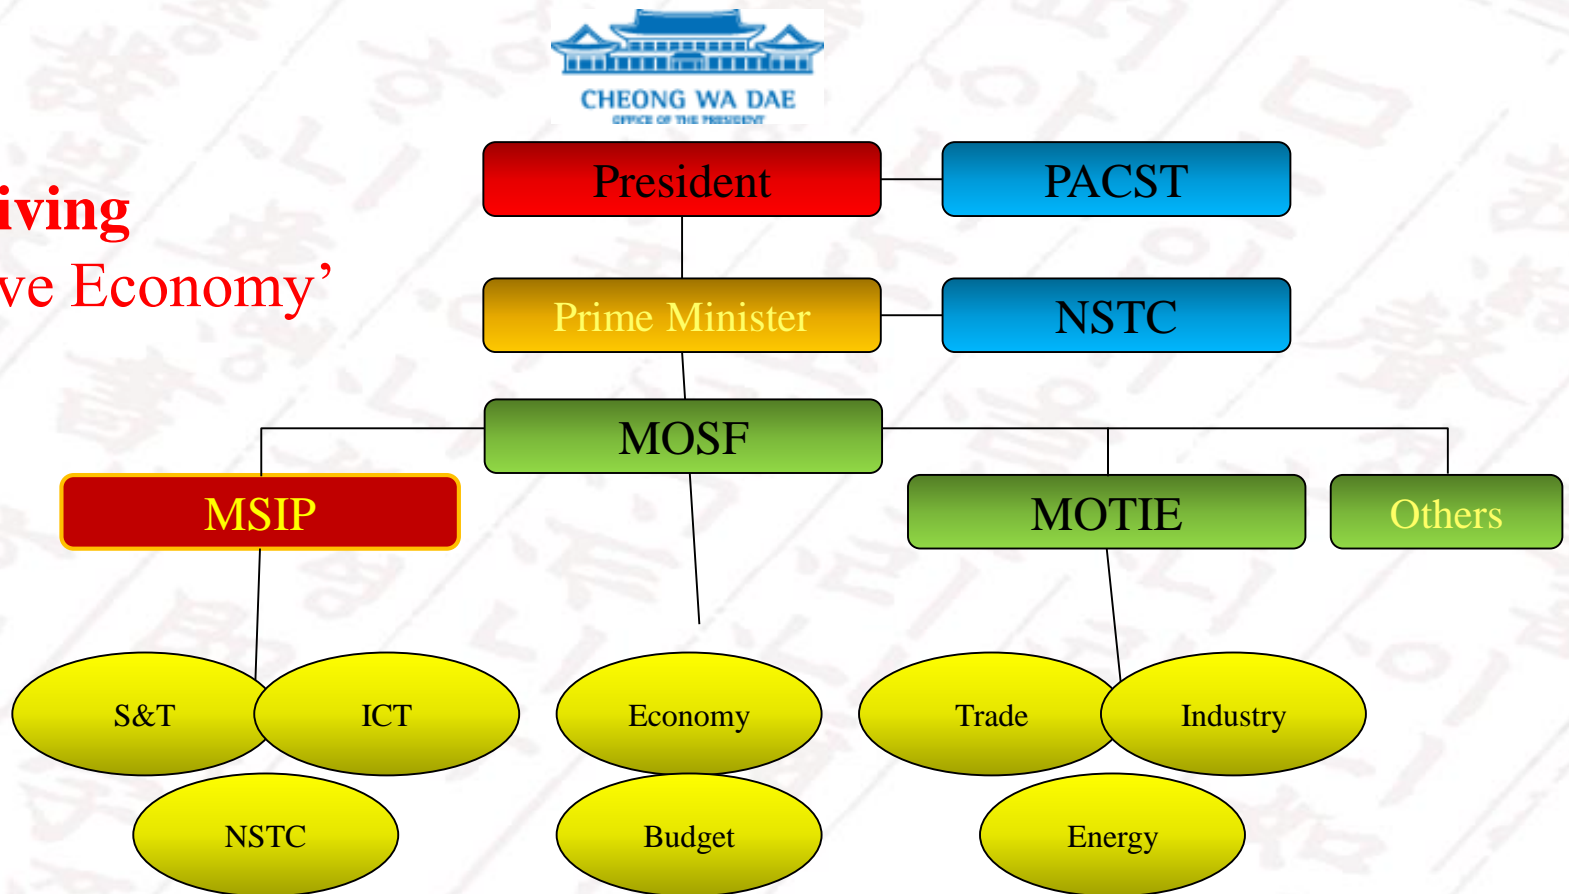 CHEONG WA DAE
OFFICE OF THE PRESIDENT
President
PACST
iving
ve Economy’
Prime Minister
NSTC
MOSF
MSIP
MOTIE
Others
S&T
ICT
Economy
Trade
Industry
NSTC
Budget
Energy